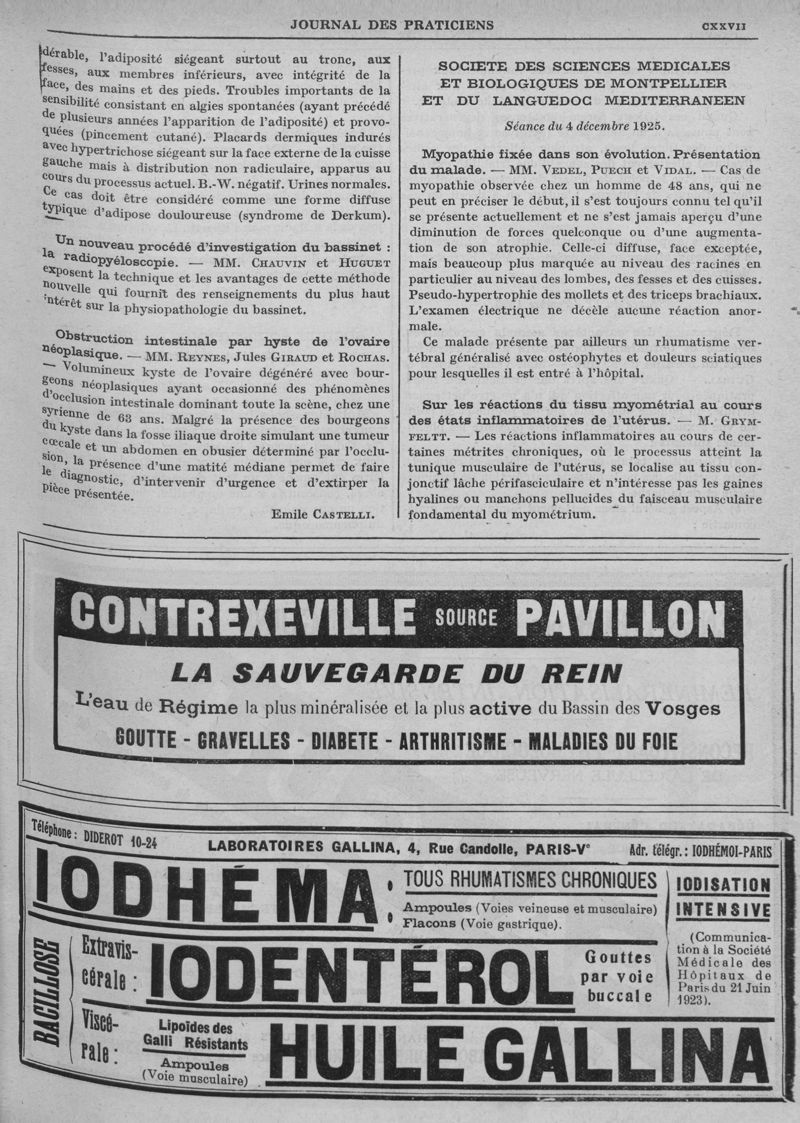 JOURNAL DES PRATICIENS
CXXVII
dérable, l'adiposité siégeant surtout au tronc, aux
fesses, aux membres inférieurs, avec intégrité de la
face, des mains et des pieds. Troubles importants de la
sensibilité consistant en algies spontanées (ayant précédé
de plusieurs années l'apparition de l'adiposité) et provo-
quées (pincement cutané). Placards dermiques indurés
avec hypertrichose siégeant sur la face externe de la cuisse
gauche mais à distribution non radiculaire, apparus au
cours du processus actuel. B.-W. négatif. Urines normales.
Ce cas doit être considéré comme une forme diffuse
typique d'adipose douloureuse (syndrome de Derkum).
Un nouveau procédé d'investigation du bassinet :
la radiopyéloscopie. — MM. CHAUVIN et HUGUET
exposent la technique et les avantages de cette méthode
nouvelle qui fournît des renseignements du plus haut
intérêt sur la physiopathologie du bassinet.
Obstruction intestinale par hyste de l'ovaire
néoplasique. — MM. REYNES, Jules GIRAUD et ROCHAS.
— Volumineux kyste de l'ovaire dégénéré avec bour-
geons néoplasiques ayant occasionné des phénomènes
d'occlusion intestinale dominant toute la scène, chez une
syrienne de 63 ans. Malgré la présence des bourgeons
du kyste dans la fosse iliaque droite simulant une tumeur
cœcale et un abdomen en obusier déterminé par l'occlu-
sion, la présence d'une matité médiane permet de faire
le diagnostic, d'intervenir d'urgence et d'extirper la
pièce présentée.
Emile CASTELLI.
SOCIETE DES SCIENCES MEDICALES
ET BIOLOGIQUES DE MONTPELLIER
ET DU LANGUEDOC MEDITERRANEEN
Séance du 4 décembre 1925.
Myopathie fixée dans son évolution. Présentation
du malade. — MM. VEDEL, PUECH et VIDAL. — Cas de
myopathie observée chez un homme de 48 ans, qui ne
peut en préciser le début, il s'est toujours connu tel qu'il
se présente actuellement et ne s'est jamais aperçu d'une
diminution de forces quelconque ou d'une augmenta-
tion de son atrophie. Celle-ci diffuse, face exceptée,
mais beaucoup plus marquée au niveau des racines en
particulier au niveau des lombes, des fesses et des cuisses.
Pseudo-hypertrophie des mollets et des triceps brachiaux.
L'examen électrique ne décèle aucune réaction anor-
male.
Ce malade présente par ailleurs un rhumatisme ver-
tébral généralisé avec ostéophytes et douleurs sciatiques
pour lesquelles il est entré à l'hôpital.
Sur les réactions du tissu myométrial au cours
des états inflammatoires de l'utérus. — M. GRYM-
FELTT. — Les réactions inflammatoires au cours de cer-
taines métrites chroniques, où le processus atteint la
tunique musculaire de l'utérus, se localise au tissu con-
jonctif lâche périfasciculaire et n'intéresse pas les gaines
hyalines ou manchons pellucides du faisceau musculaire
fondamental du myométrium.
CONTREXEVILLE SOURCE PAVILLON
LA SAUVEGARDE DU REIN
L'eau de Régime la plus minéralisée et la plus active du Bassin des Vosges
GOUTTE - GRAVELLES - DIABETE - ARTHRITISME - MALADIES DU FOIE
Téléphone : DIDEROT 10-24
LABORATOIRES GALLINA, 4, Rue Candolle, PARIS-Vᵉ
Adr. télégr. : IODHÉMOI-PARIS
IODHÉMA :
TOUS RHUMATISMES CHRONIQUES
Ampoules (Voies veineuse et musculaire)
Flacons (Voie gastrique).
IODISATION
INTENSIVE
(Communica-
tion à la Société
Médicale des
Hôpitaux de
Paris du 21 Juin
1923).
BACILLOSE
Extravis-
cérale :
IODENTÉROL
Gouttes
par voie
buccale
Viscé-
rale :
Lipoïdes des
Galli Résistants
Ampoules
(Voie musculaire)
HUILE GALLINA